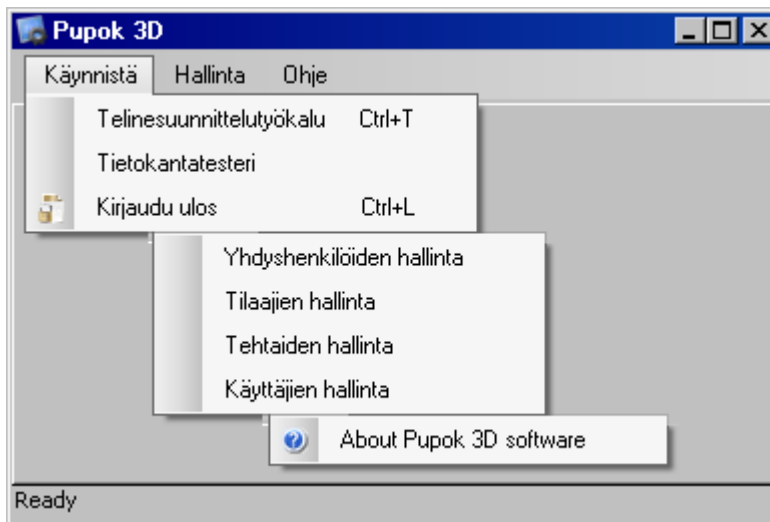 Pupok 3D
Käynnistä Hallinta Ohje
Telinesuunnittelutyökalu Ctrl+T
Tietokantatesteri
Kirjaudu ulos Ctrl+L
Yhdyshenkilöiden hallinta
Tilaajien hallinta
Tehtaiden hallinta
Käyttäjien hallinta
About Pupok 3D software
Ready